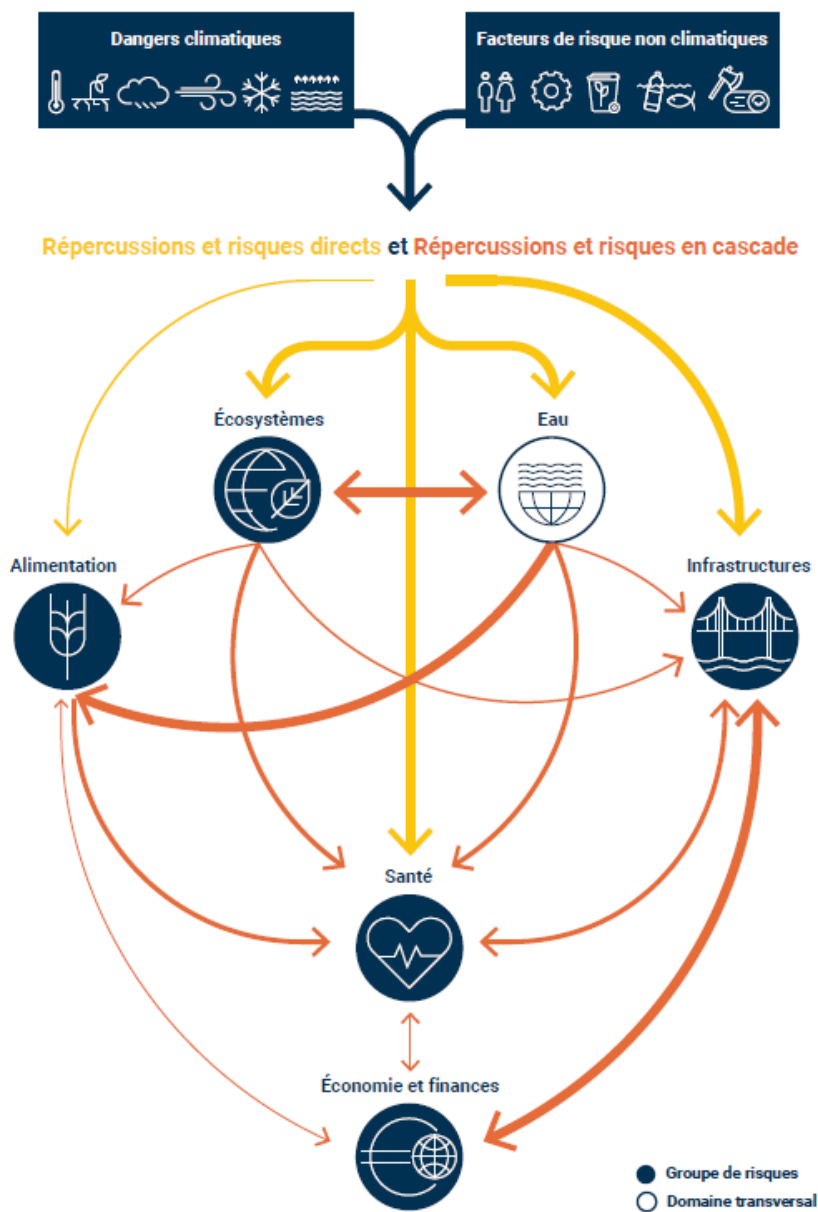 Dangers climatiques
Facteurs de risque non climatiques
Répercussions et risques directs et Répercussions et risques en cascade
Écosystèmes
Eau
Alimentation
Infrastructures
Santé
Économie et finances
Groupe de risques
Domaine transversal